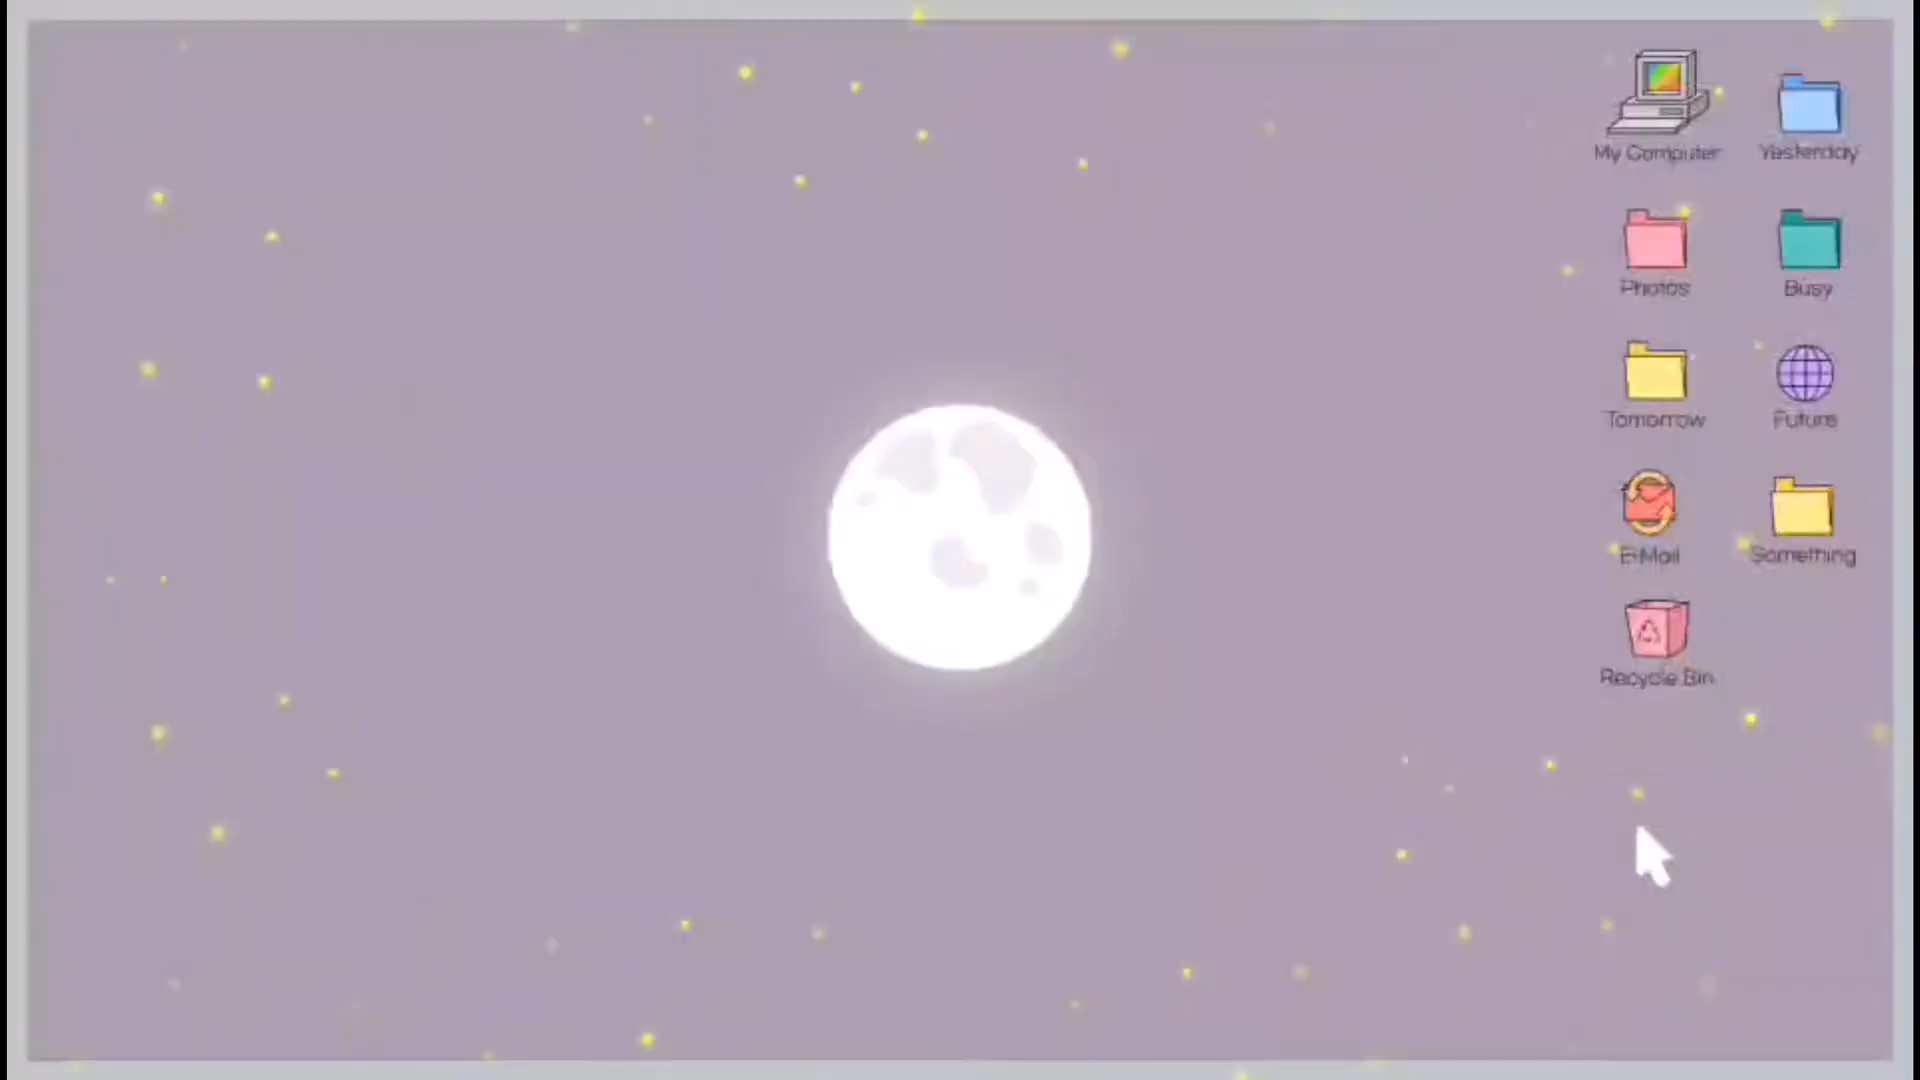 My Computer
Yesterday
Photos
Busy
Tomorrow
Future
E-Mail
Something
Recycle Bin